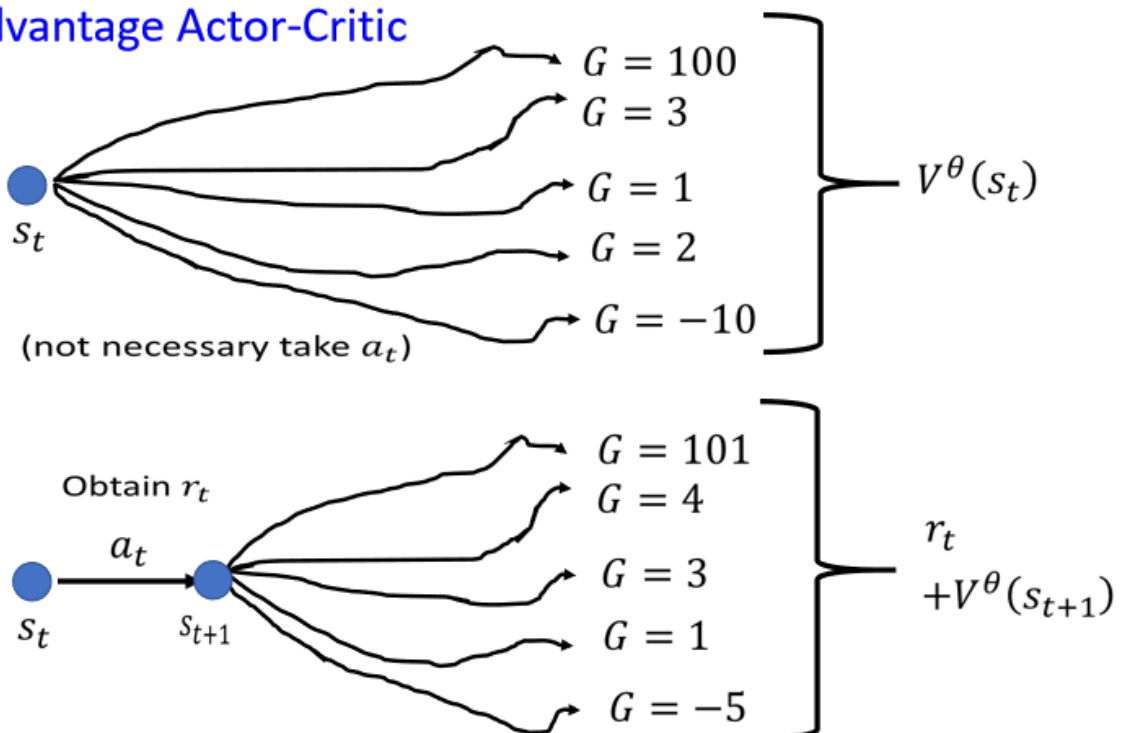 dvantage Actor-Critic
G = 100
G = 3
G = 1
G = 2
G = −10
V^θ(s_t)
s_t
(not necessary take a_t)
G = 101
G = 4
G = 3
G = 1
G = −5
Obtain r_t
a_t
s_t
s_{t+1}
r_t
+V^θ(s_{t+1})